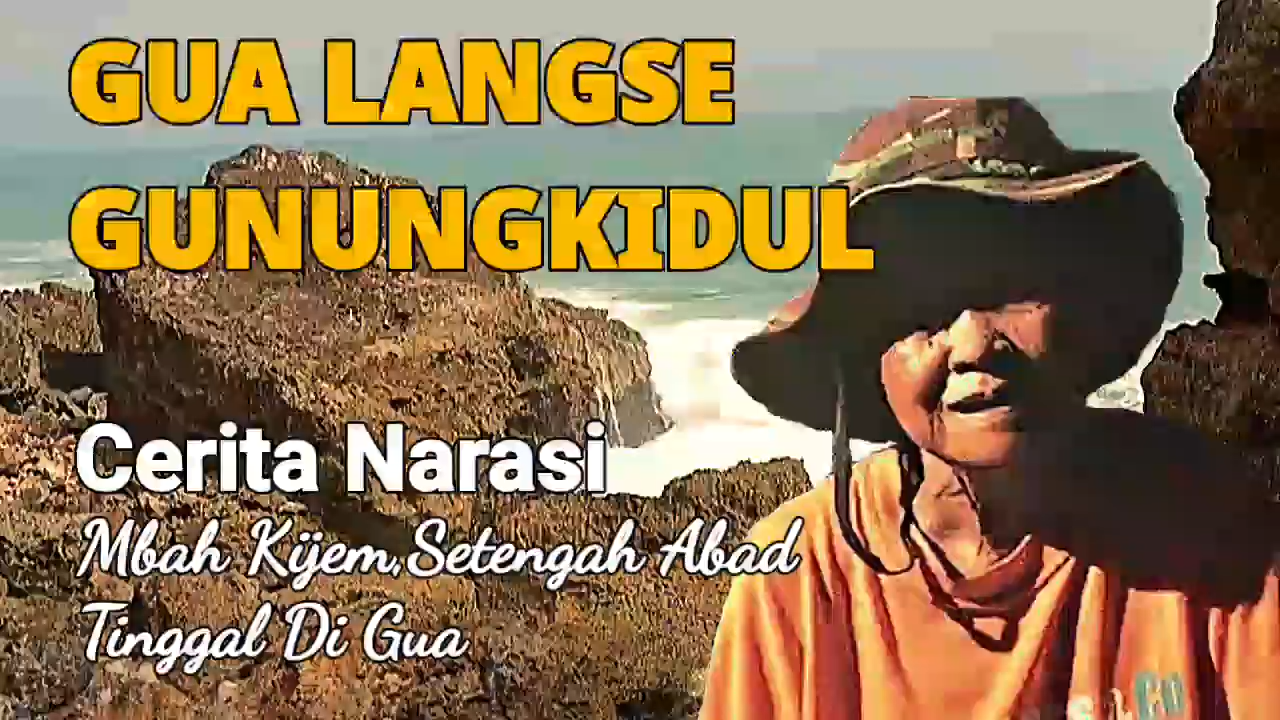 GUA LANGSE
GUNUNGKIDUL
Cerita Narasi
Mbah Kijem,Setengah Abad
Tinggal Di Gua